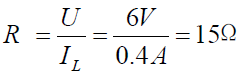 R = U / I_L = 6V / 0.4A = 15Ω